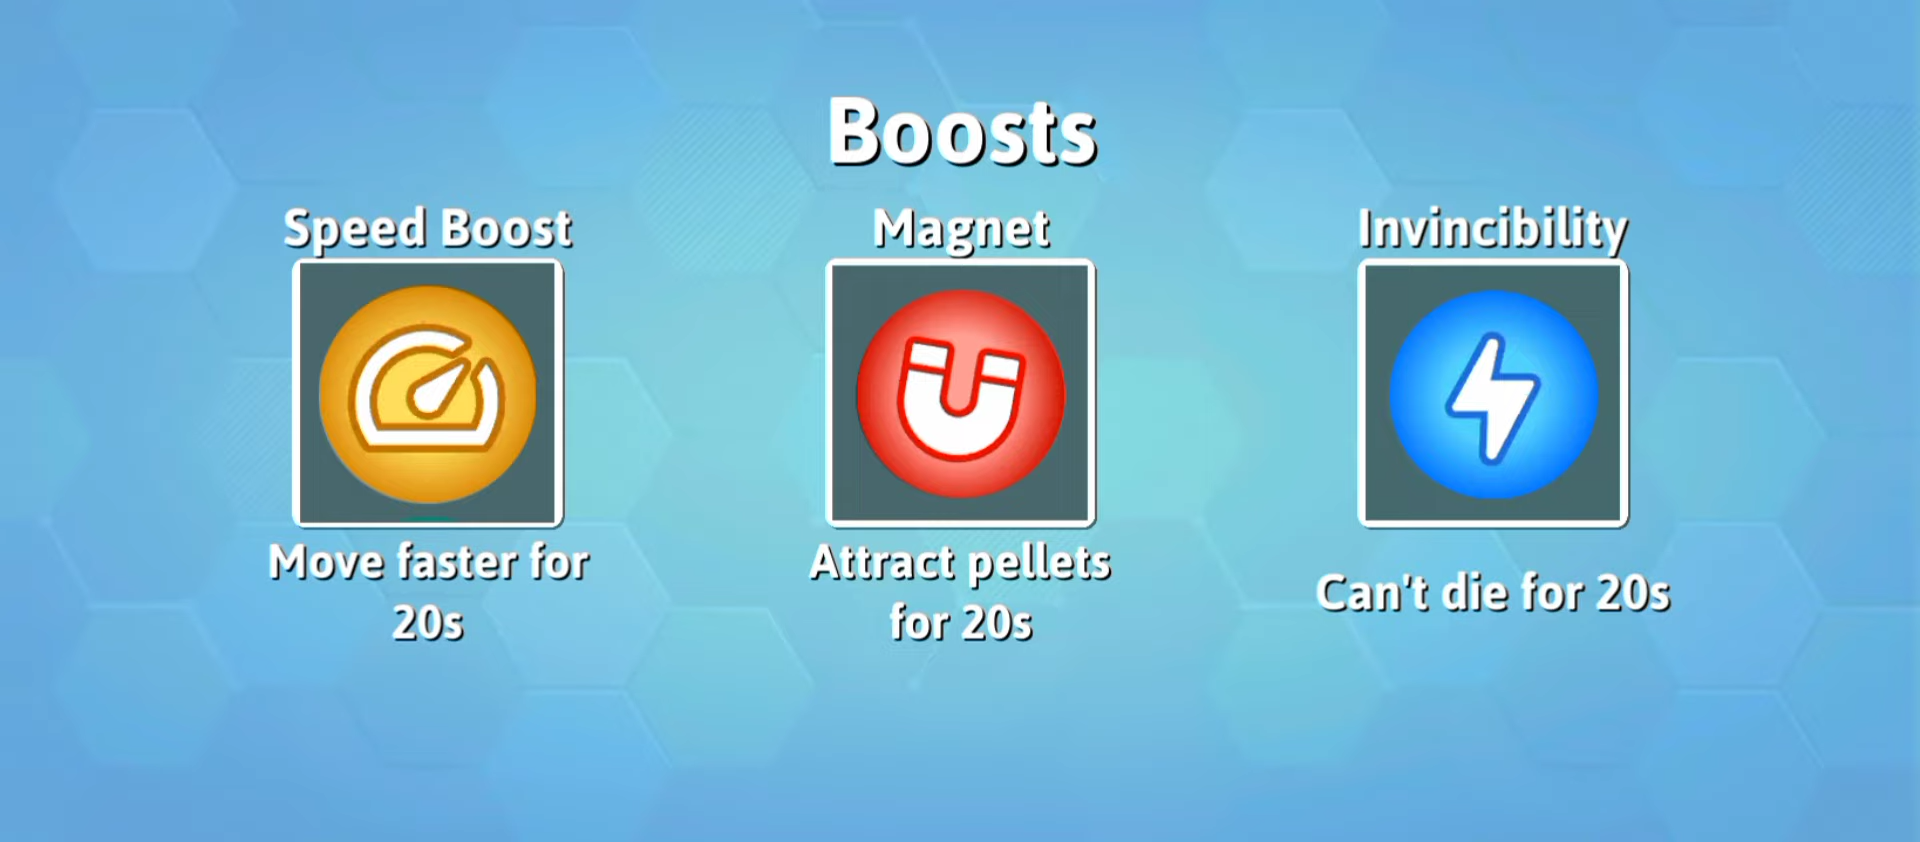 Boosts
Speed Boost
Magnet
Invincibility
Move faster for
20s
Attract pellets
for 20s
Can't die for 20s